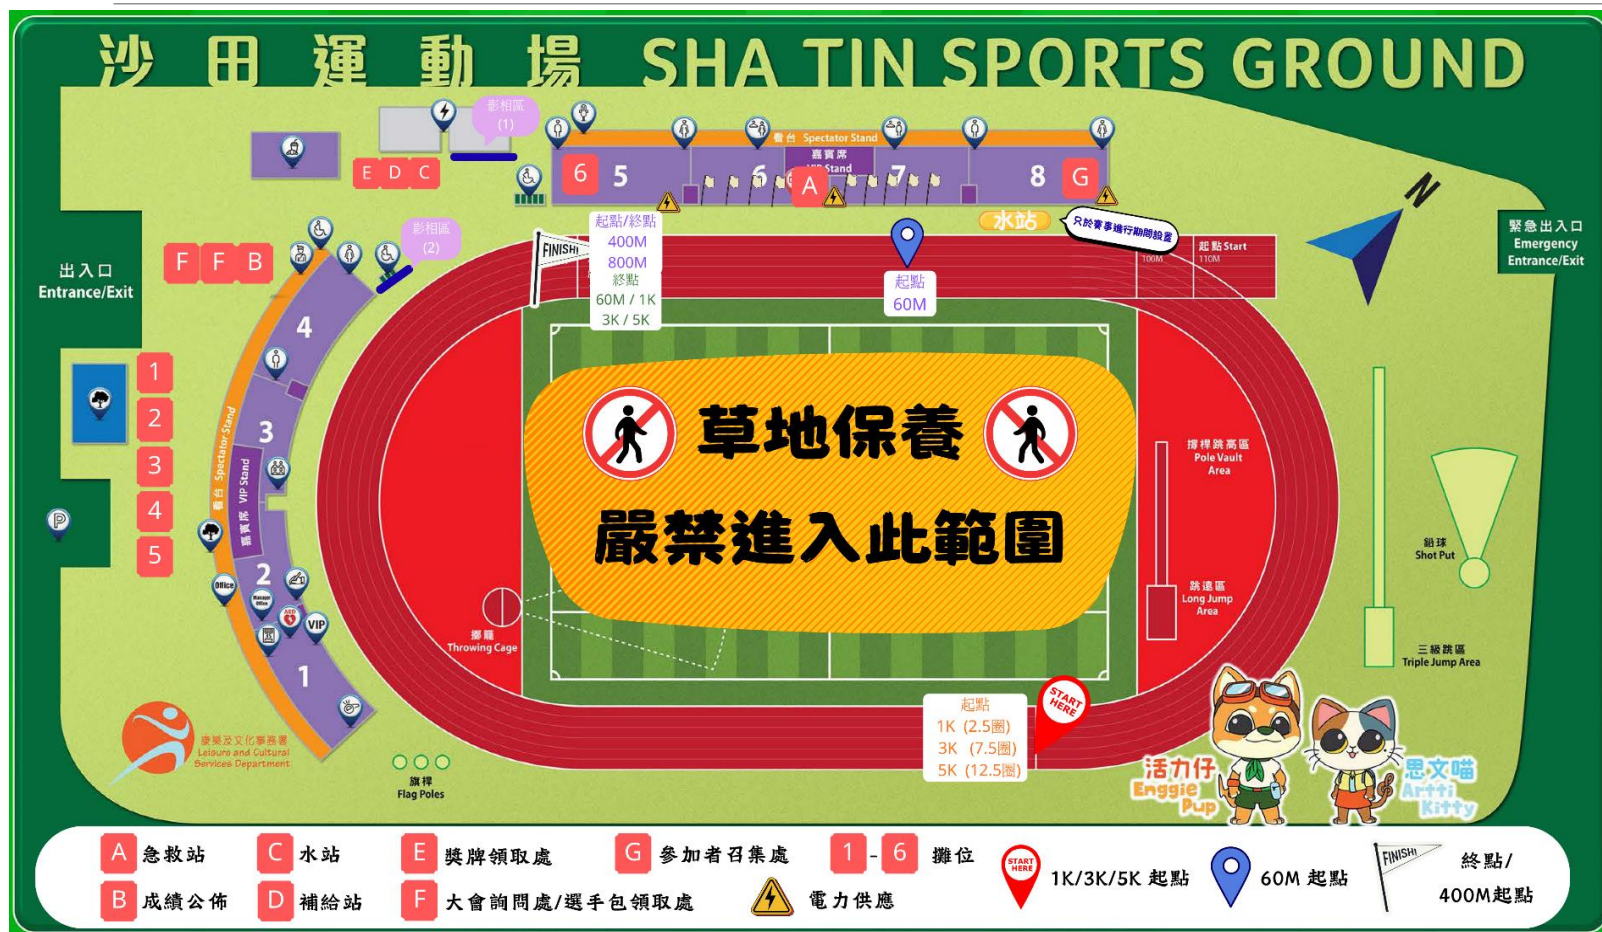 沙田運動場 SHA TIN SPORTS GROUND
影相區
(1)
看台 Spectator Stand
嘉賓席
VIP Stand
E D C
6
5
6
A
7
8
G
水站
只於賽事進行期間設置
起點/終點
400M
800M
終點
60M / 1K
3K / 5K
FINISH!
起點
60M
100M
起點 Start
110M
N
緊急出入口
Emergency
Entrance/Exit
出入口
Entrance/Exit
F F B
影相區
(2)
4
3
2
1
看台 Spectator Stand
嘉賓席 VIP Stand
1
2
3
4
5
P
Office
Manager
Office
AED
VIP
草地保養
嚴禁進入此範圍
擲籠
Throwing Cage
撐桿跳高區
Pole Vault
Area
跳遠區
Long Jump
Area
鉛球
Shot Put
三級跳區
Triple Jump Area
起點
1K (2.5圈)
3K (7.5圈)
5K (12.5圈)
START
HERE
康樂及文化事務署
Leisure and Cultural
Services Department
旗桿
Flag Poles
活力仔
Enggie
Pup
思文喵
Artti
Kitty
A 急救站
C 水站
E 獎牌領取處
G 參加者召集處
1 - 6 攤位
B 成績公佈
D 補給站
F 大會詢問處/選手包領取處
電力供應
START
HERE
1K/3K/5K 起點
60M 起點
FINISH!
終點/
400M起點